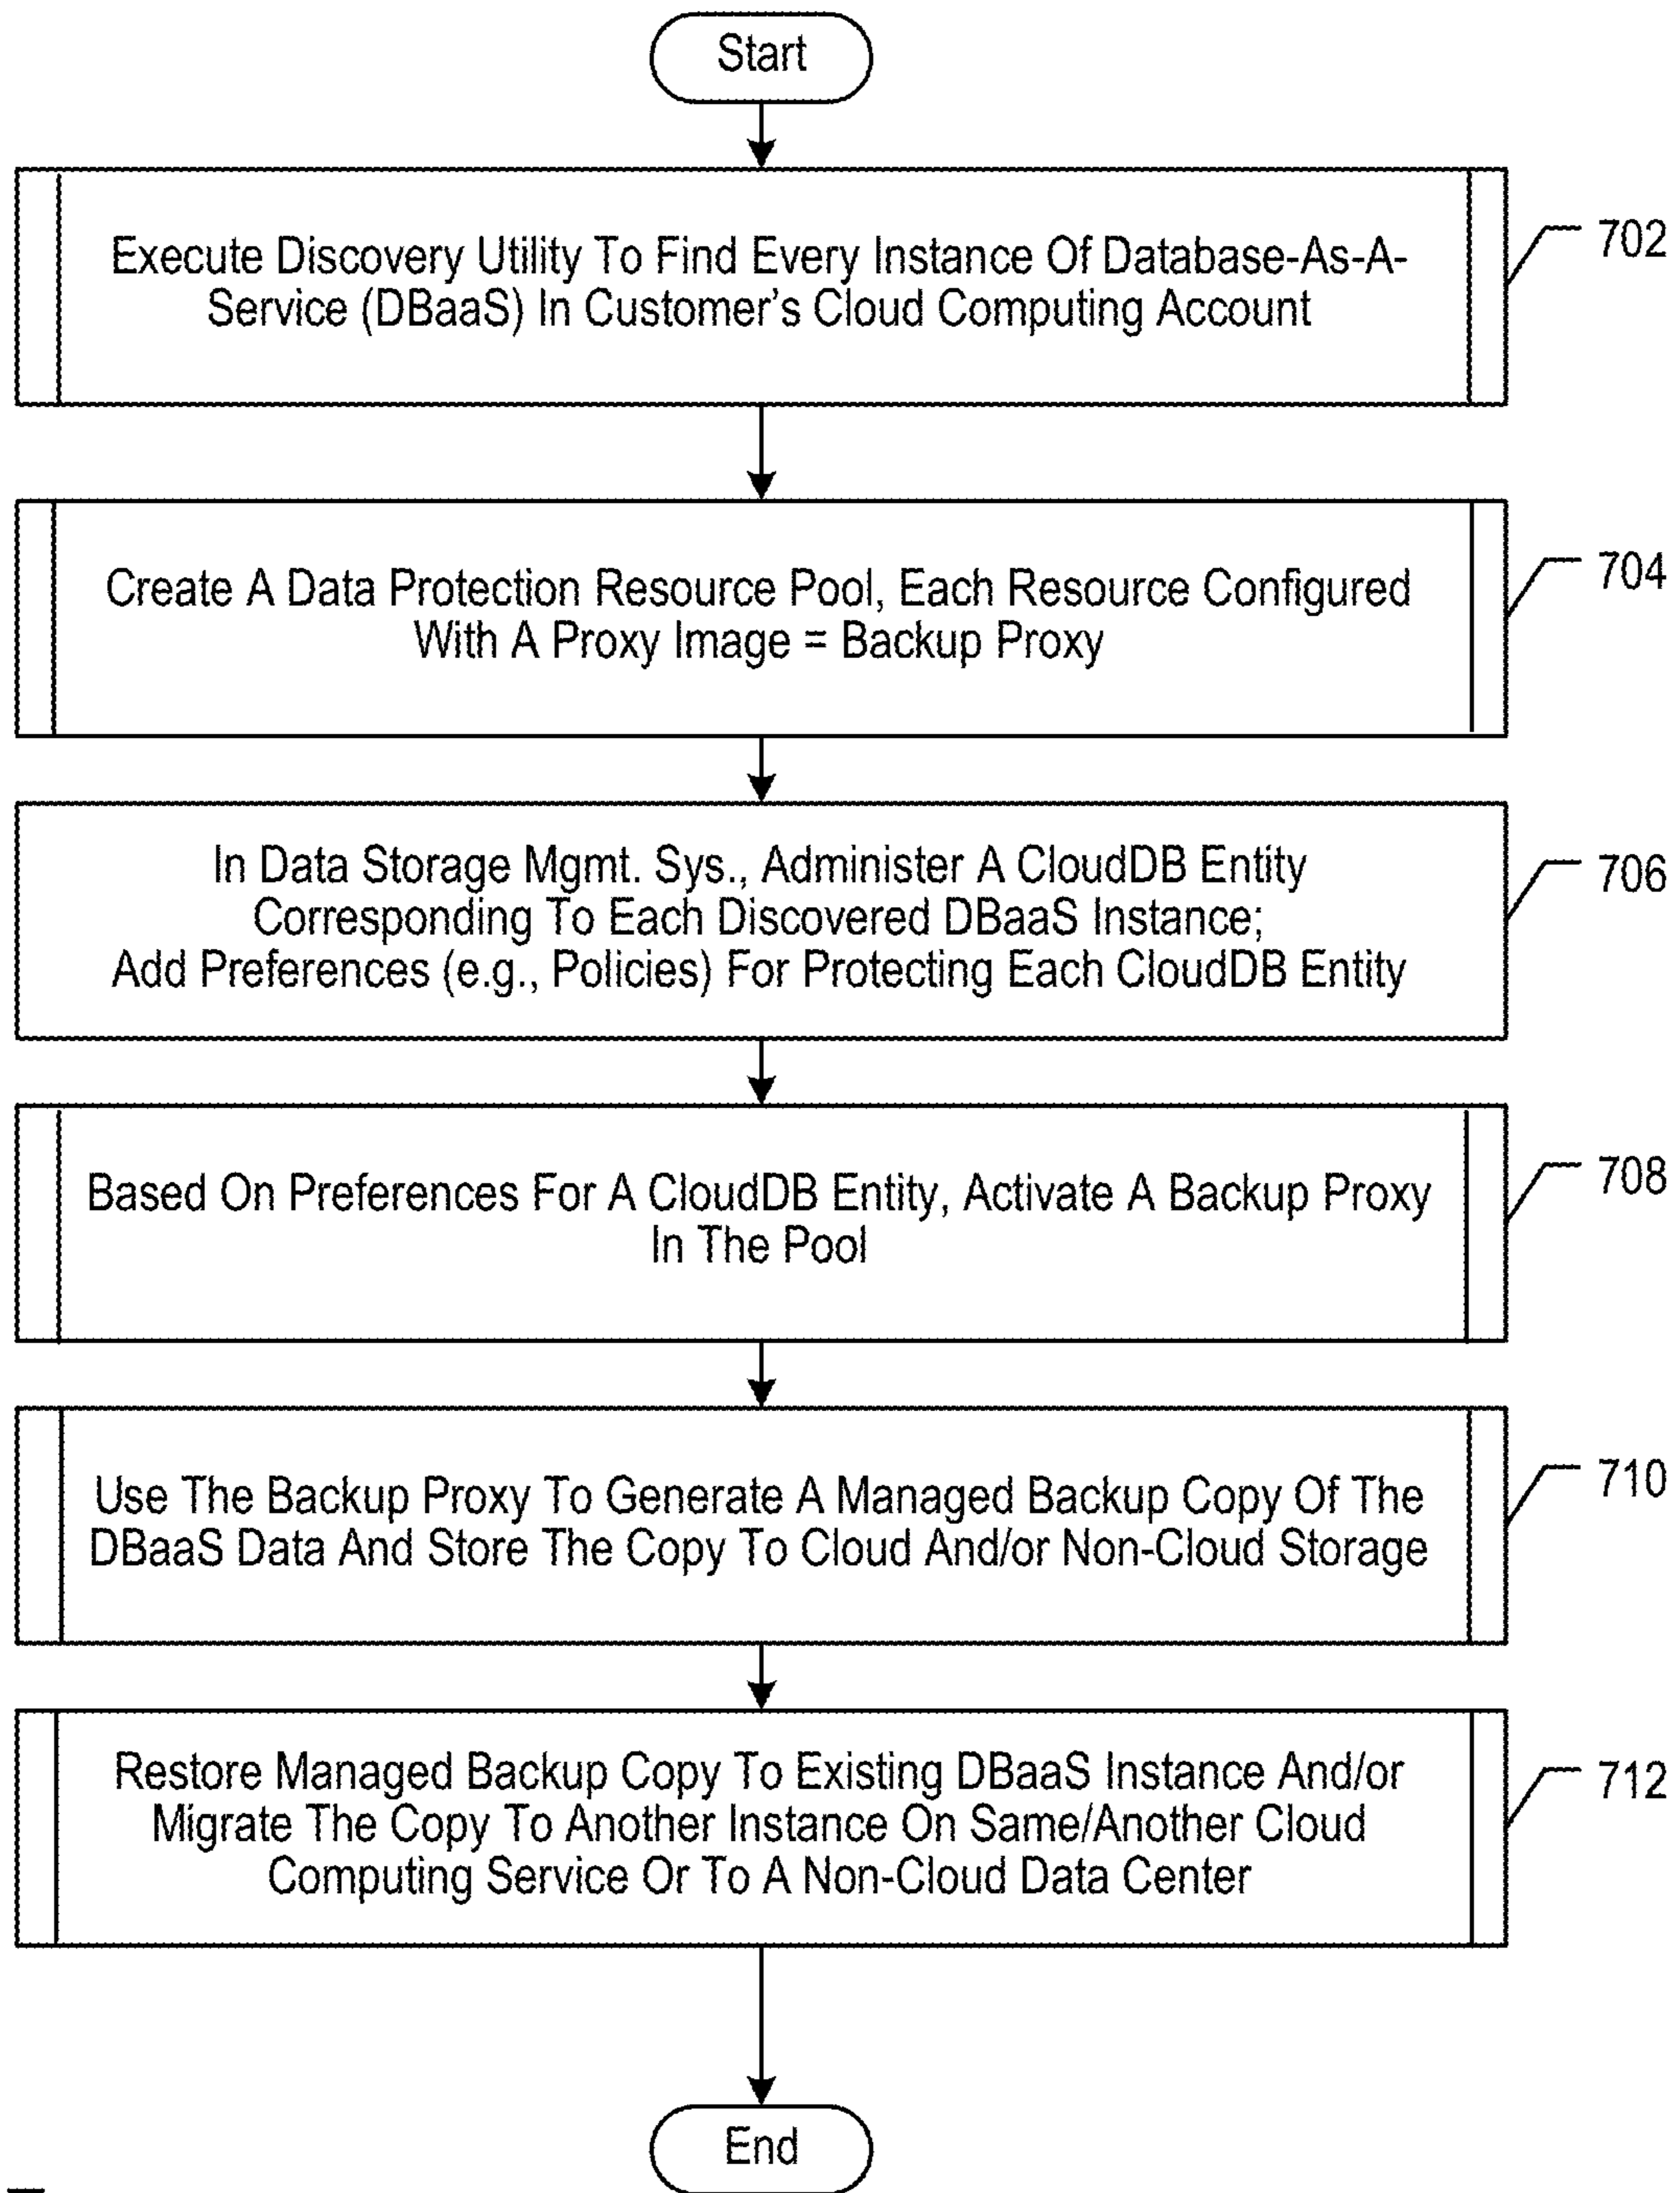 Start
Execute Discovery Utility To Find Every Instance Of Database-As-A-
Service (DBaaS) In Customer's Cloud Computing Account
702
Create A Data Protection Resource Pool, Each Resource Configured
With A Proxy Image = Backup Proxy
704
In Data Storage Mgmt. Sys., Administer A CloudDB Entity
Corresponding To Each Discovered DBaaS Instance;
Add Preferences (e.g., Policies) For Protecting Each CloudDB Entity
706
Based On Preferences For A CloudDB Entity, Activate A Backup Proxy
In The Pool
708
Use The Backup Proxy To Generate A Managed Backup Copy Of The
DBaaS Data And Store The Copy To Cloud And/or Non-Cloud Storage
710
Restore Managed Backup Copy To Existing DBaaS Instance And/or
Migrate The Copy To Another Instance On Same/Another Cloud
Computing Service Or To A Non-Cloud Data Center
712
End